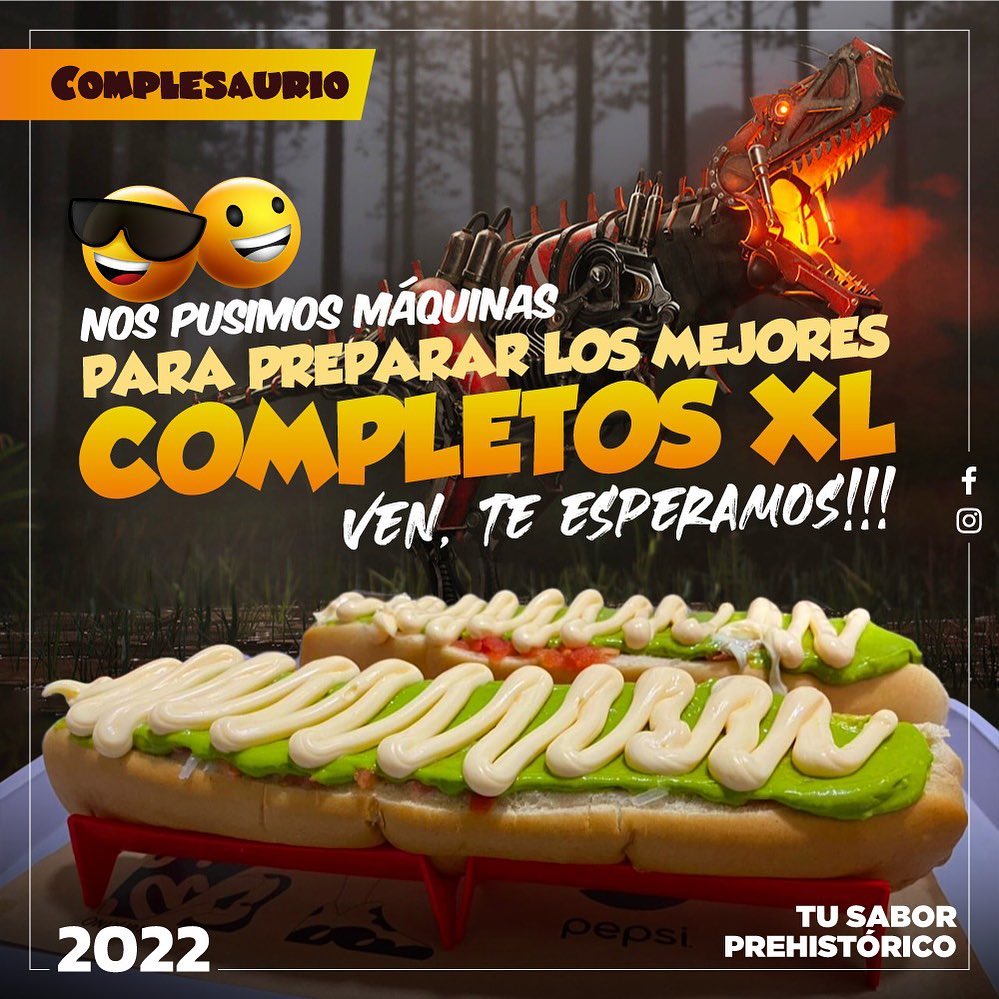 COMPLESAURIO
NOS PUSIMOS MÁQUINAS
PARA PREPARAR LOS MEJORES
COMPLETOS XL
VEN, TE ESPERAMOS!!!
pepsi
2022
TU SABOR
PREHISTÓRICO